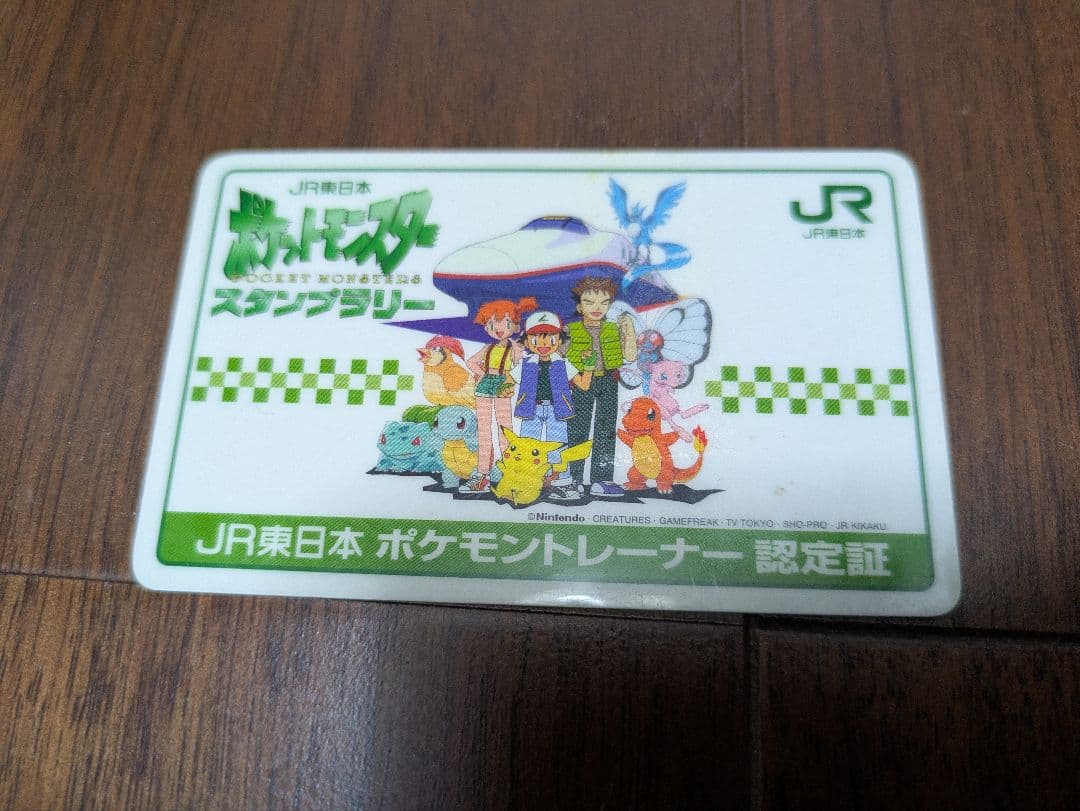 JR東日本
ポケットモンスター
POCKET MONSTERS
スタンプラリー
JR
JR東日本
©Nintendo · CREATURES · GAMEFREAK · TV TOKYO · SHO-PRO · JR KIKAKU
JR東日本 ポケモントレーナー 認定証